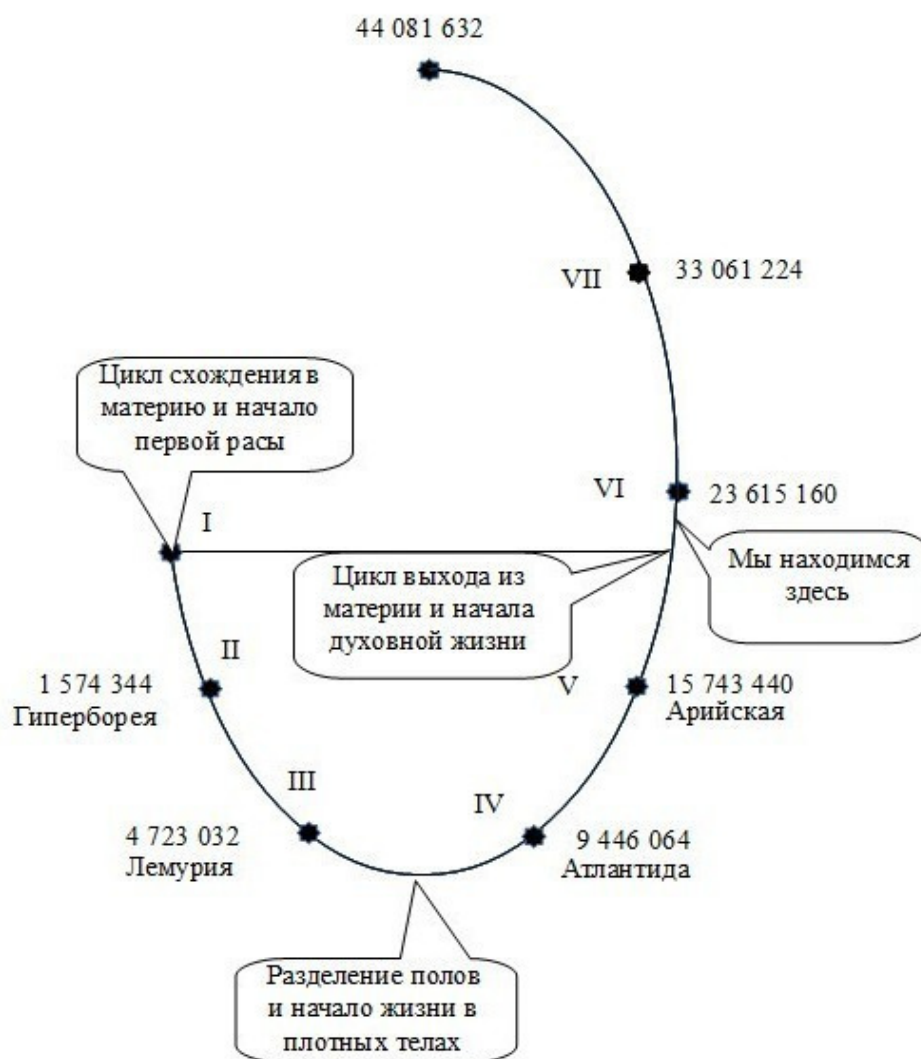 44 081 632
VII
33 061 224
Цикл схождения в
материю и начало
первой расы
VI
23 615 160
I
Мы находимся
здесь
Цикл выхода из
материи и начала
духовной жизни
II
1 574 344
Гиперборея
V
15 743 440
Арийская
III
IV
4 723 032
Лемурия
9 446 064
Атлантида
Разделение полов
и начало жизни в
плотных телах